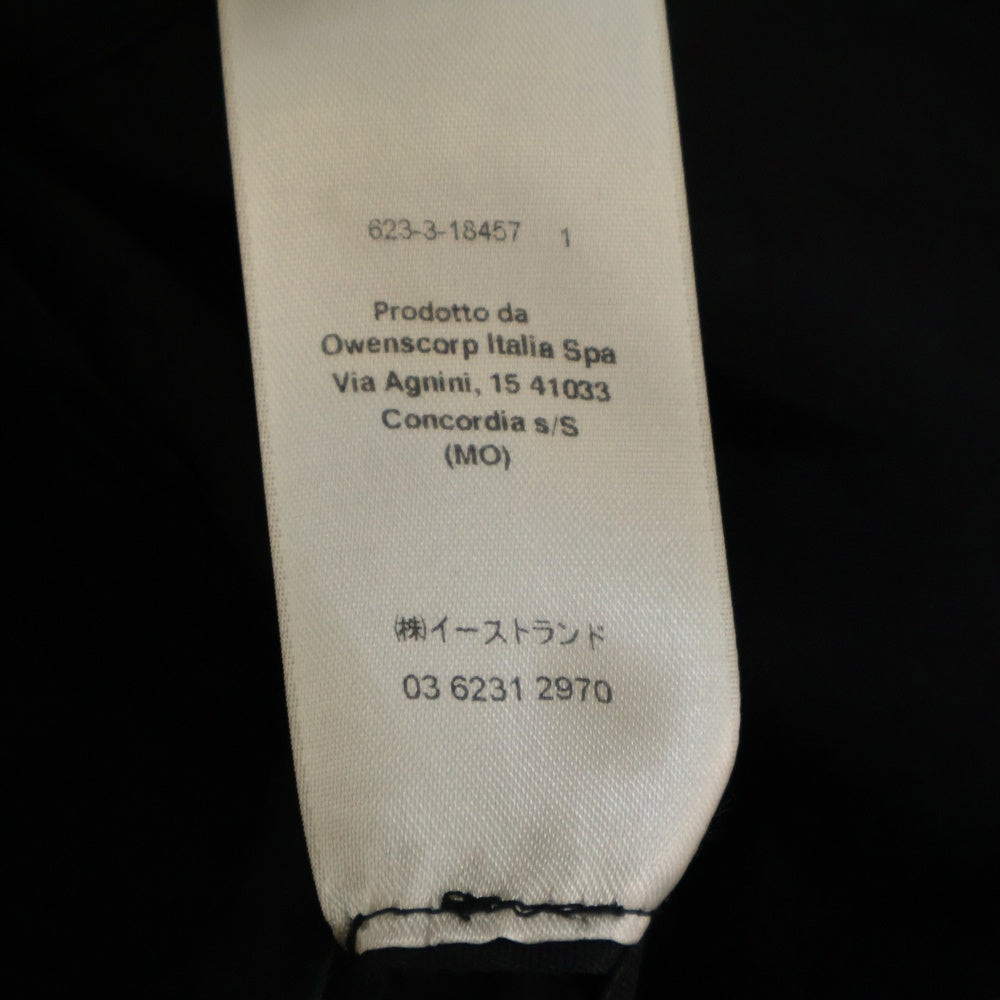 623-3-18457 1
Prodotto da
Owenscorp Italia Spa
Via Agnini, 15 41033
Concordia s/S
(MO)
㈱イーストランド
03 6231 2970